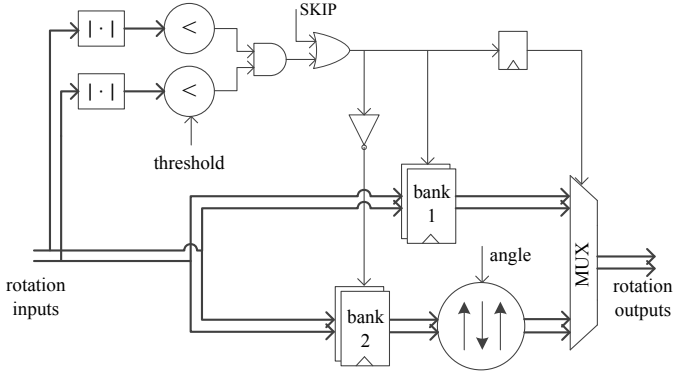 SKIP
|·|
<
|·|
<
threshold
bank
1
angle
MUX
rotation
inputs
rotation
outputs
bank
2